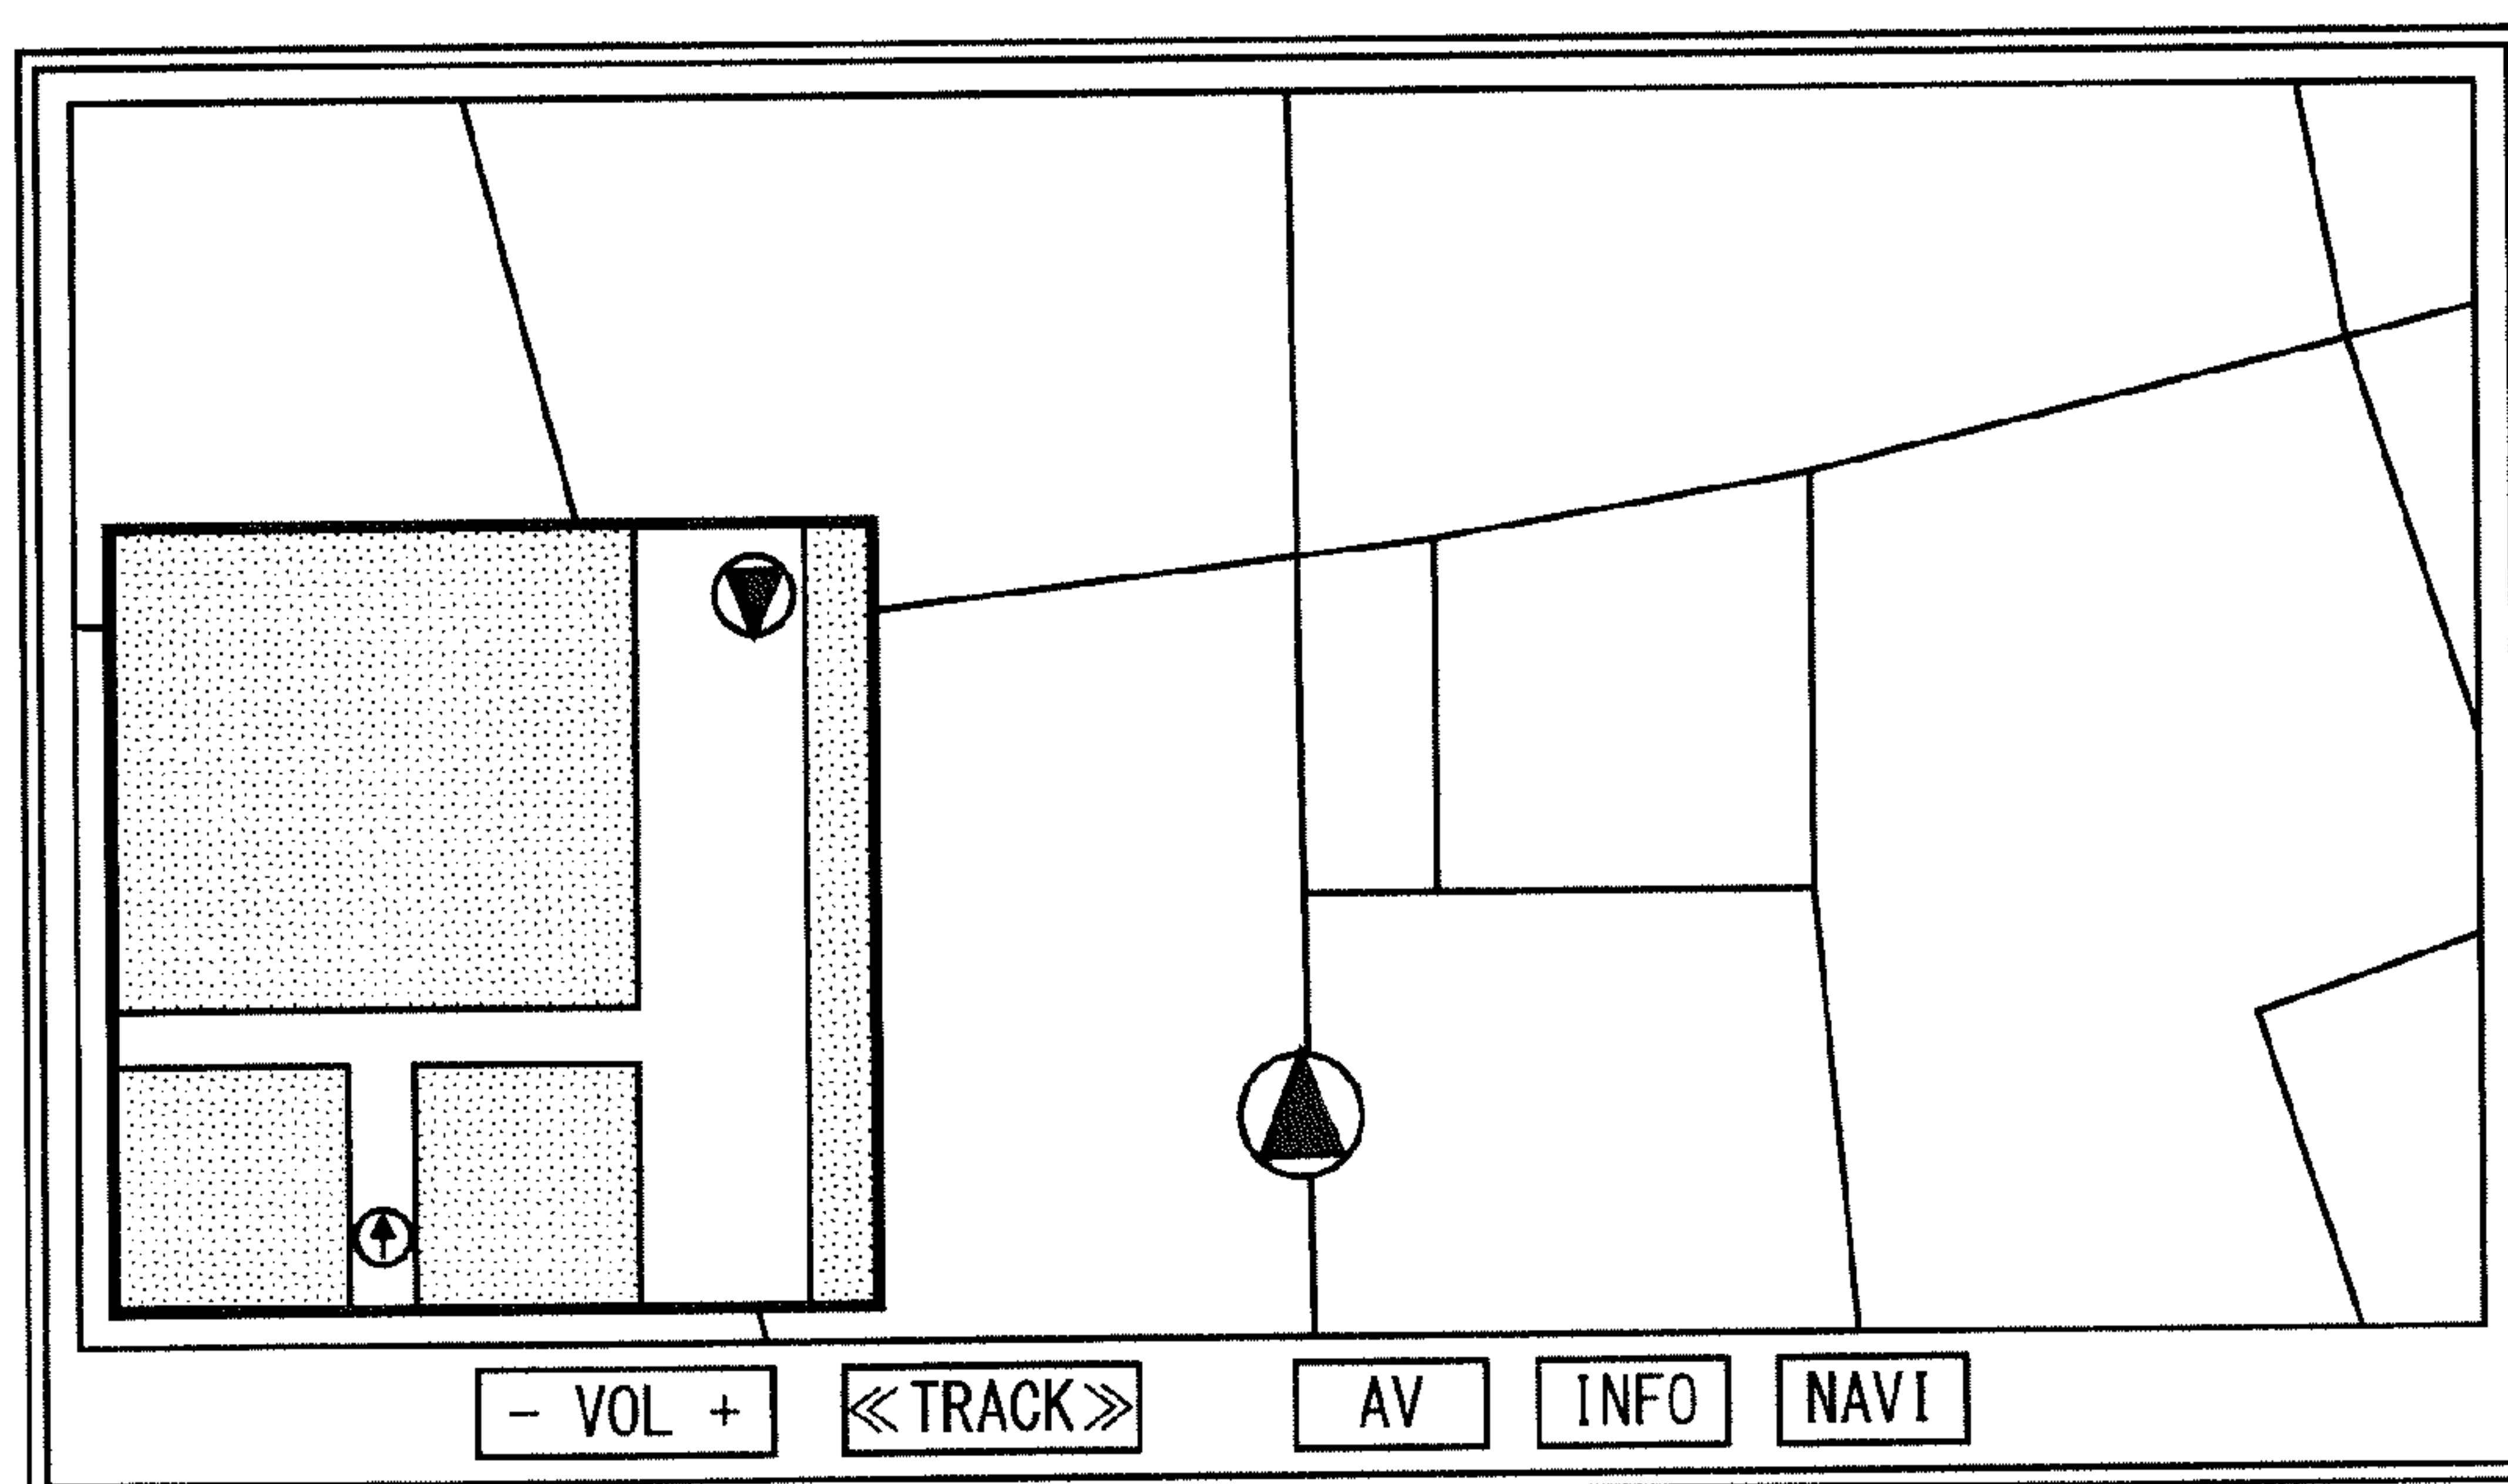 - VOL + ≪TRACK≫ AV INFO NAVI